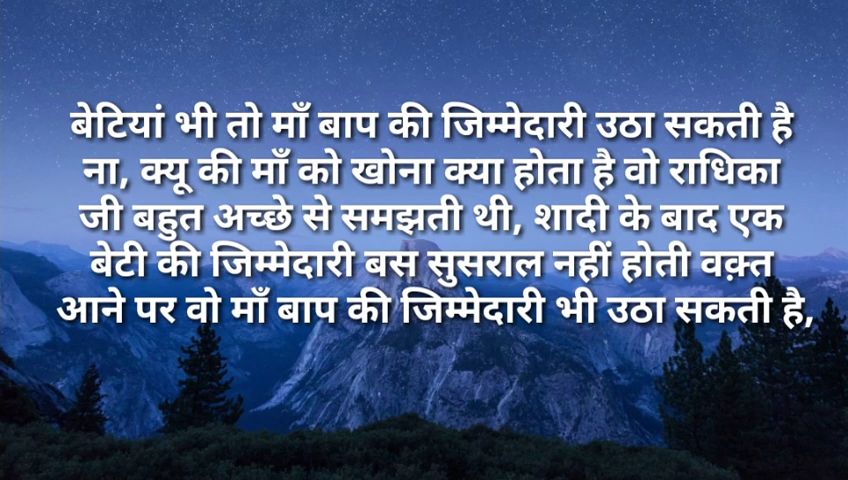 बेटियां भी तो माँ बाप की जिम्मेदारी उठा सकती है
ना, क्यू की माँ को खोना क्या होता है वो राधिका
जी बहुत अच्छे से समझती थी, शादी के बाद एक
बेटी की जिम्मेदारी बस सुसराल नहीं होती वक़्त
आने पर वो माँ बाप की जिम्मेदारी भी उठा सकती है,